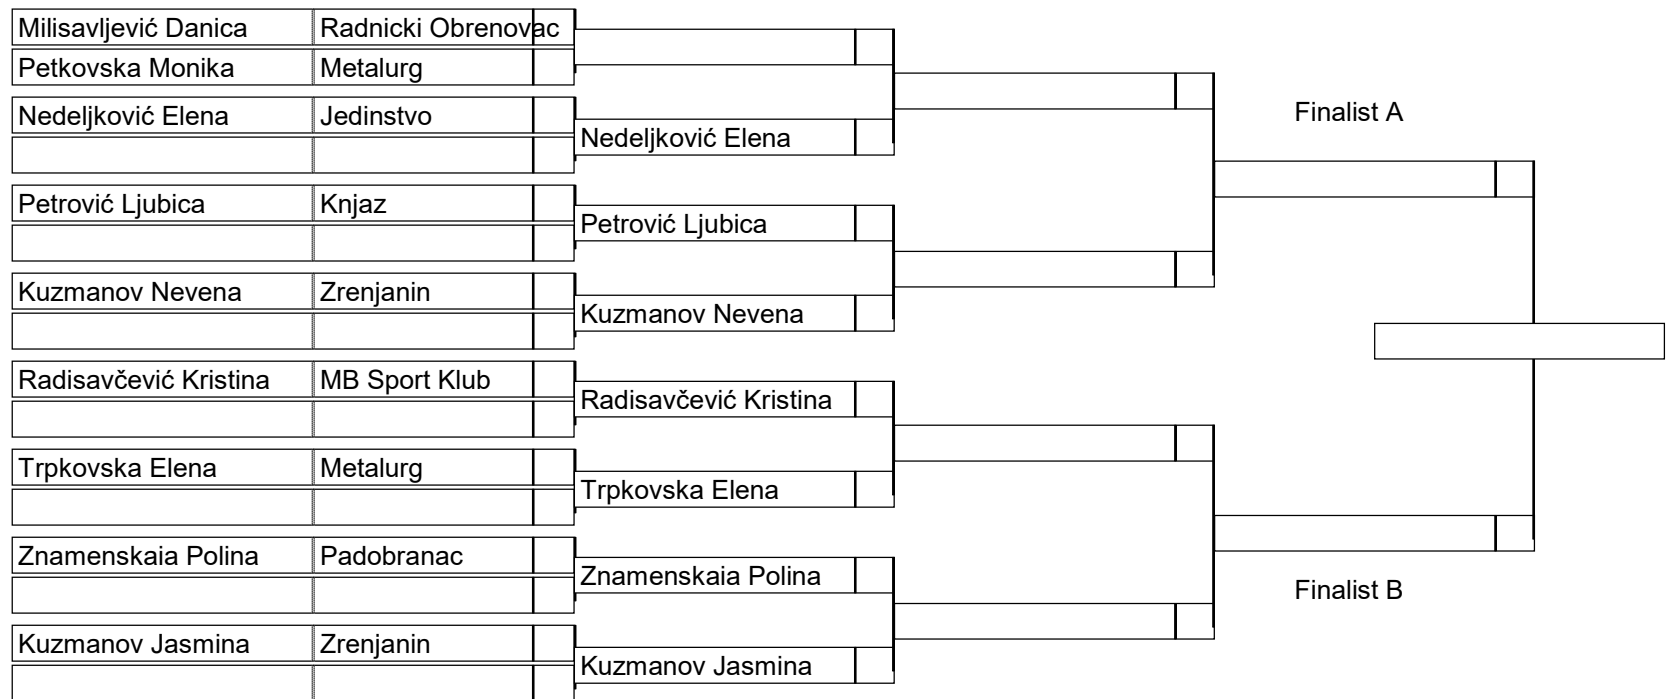 Milisavljević Danica Radnicki Obrenovac
Petkovska Monika Metalurg
Nedeljković Elena Jedinstvo
Petrović Ljubica Knjaz
Kuzmanov Nevena Zrenjanin
Radisavčević Kristina MB Sport Klub
Trpkovska Elena Metalurg
Znamenskaia Polina Padobranac
Kuzmanov Jasmina Zrenjanin
Nedeljković Elena
Petrović Ljubica
Kuzmanov Nevena
Radisavčević Kristina
Trpkovska Elena
Znamenskaia Polina
Kuzmanov Jasmina
Finalist A
Finalist B